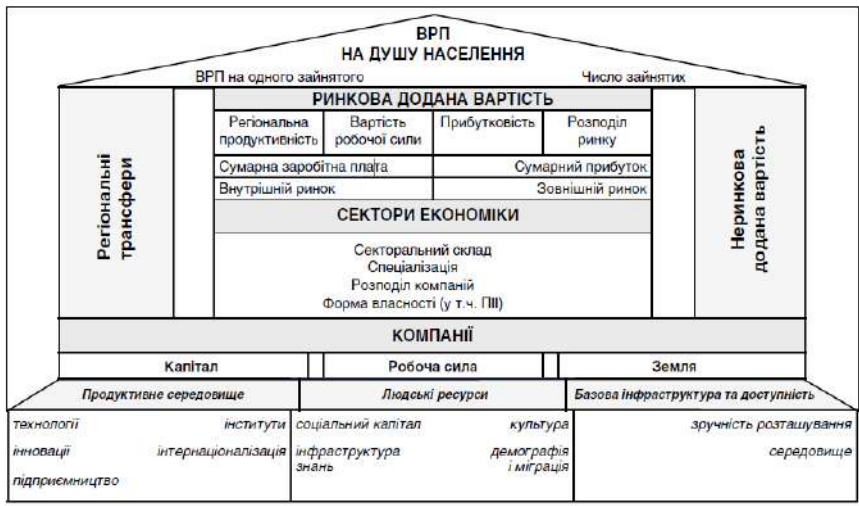 ВРП
НА ДУШУ НАСЕЛЕННЯ
ВРП на одного зайнятого Число зайнятих
РИНКОВА ДОДАНА ВАРТІСТЬ
Регіональна продуктивність
Вартість робочої сили
Прибутковість
Розподіл ринку
Сумарна заробітна плата Сумарний прибуток
Внутрішній ринок Зовнішній ринок
Регіональні трансфери
Неринкова додана вартість
СЕКТОРИ ЕКОНОМІКИ
Секторальний склад
Спеціалізація
Розподіл компаній
Форма власності (у т.ч. ПІІ)
КОМПАНІЇ
Капітал Робоча сила Земля
Продуктивне середовище Людські ресурси Базова інфраструктура та доступність
технології інститути
інновації інтернаціоналізація
підприємництво
соціальний капітал культура
інфраструктура знань
демографія і міграція
зручність розташування
середовище